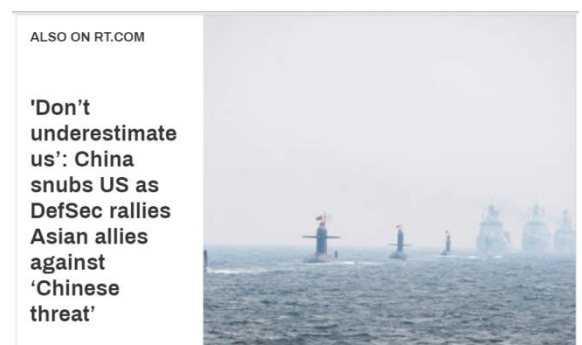 ALSO ON RT.COM
'Don’t
underestimate
us’: China
snubs US as
DefSec rallies
Asian allies
against
‘Chinese
threat’